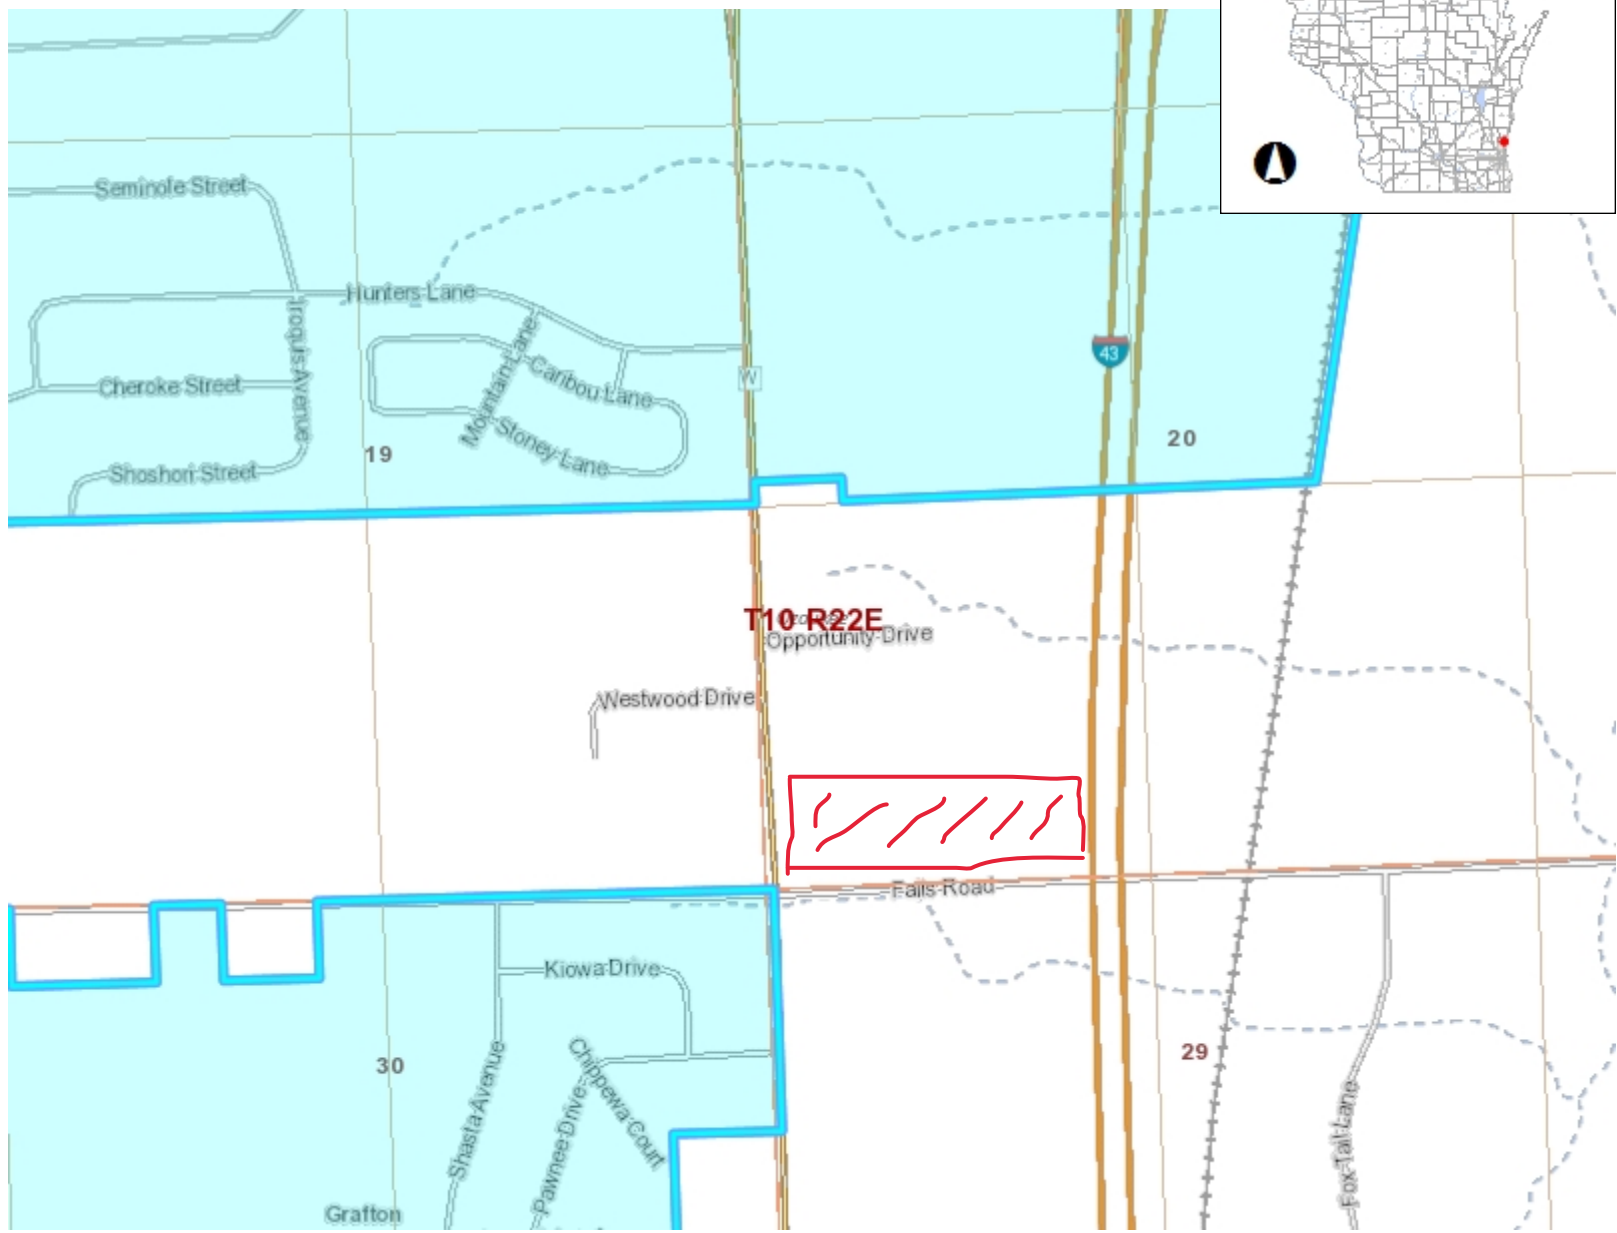 Seminole Street
Hunters Lane
Iroquis Avenue
Mountain Lane
43
W
Cheroke Street
Caribou Lane
20
19
Stoney Lane
Shoshon Street
T10 R22E
Opportunity Drive
Westwood Drive
Falls Road
Kiowa Drive
Chippewa Court
30
29
Shasta Avenue
Pawnee Drive
Fox Tail Lane
Grafton